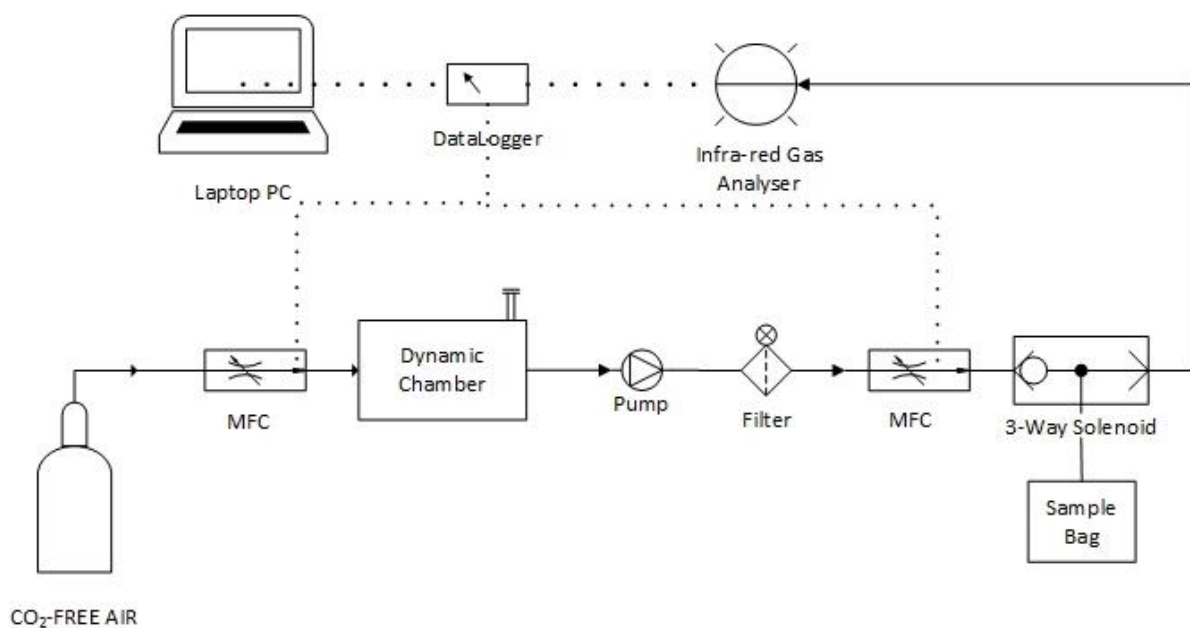 DataLogger
Infra-red Gas
Analyser
Laptop PC
Dynamic
Chamber
MFC
Pump
Filter
MFC
3-Way Solenoid
Sample
Bag
CO₂-FREE AIR